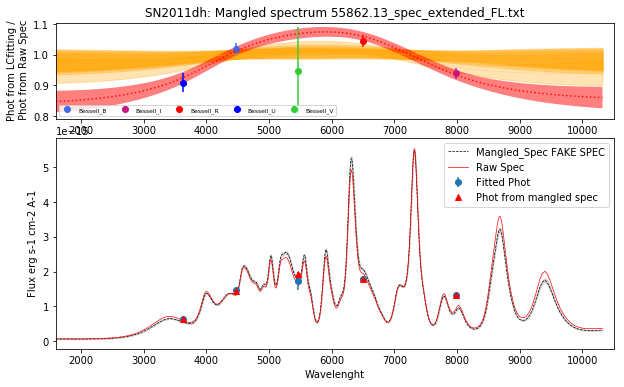 SN2011dh: Mangled spectrum 55862.13_spec_extended_FL.txt
Phot from LCfitting /
Phot from Raw Spec
1.1
1.0
0.9
0.8
Bessell_B Bessell_I Bessell_R Bessell_U Bessell_V
2000 3000 4000 5000 6000 7000 8000 9000 10000
Flux erg s-1 cm-2 A-1
5
4
3
2
1
0
Mangled_Spec FAKE SPEC
Raw Spec
Fitted Phot
Phot from mangled spec
2000 3000 4000 5000 6000 7000 8000 9000 10000
Wavelenght